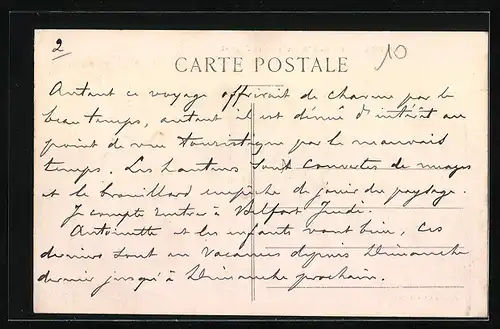 2
10
CARTE POSTALE
Autant ce voyage offrirait de charme par le
beau temps, autant il est dénué d'intérêt au
point de vue touristique par le mauvais
temps. Les hauteurs sont couvertes de nuages
et le brouillard empêche de jouir du paysage.
Je compte rentrer à Belfort Jeudi.
Antoinette et les enfants vont bien, ces
derniers sont en vacances depuis Dimanche
dernier jusqu'à Dimanche prochain.